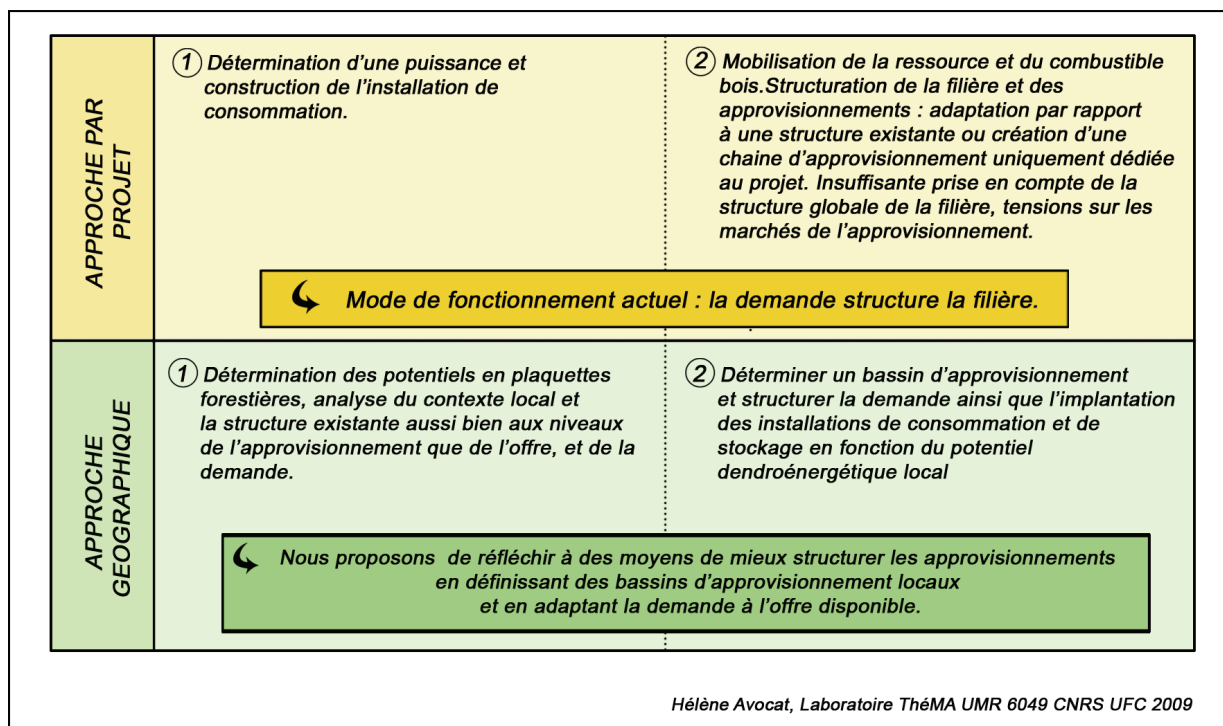 APPROCHE PAR
PROJET
① Détermination d'une puissance et
construction de l'installation de
consommation.
② Mobilisation de la ressource et du combustible
bois.Structuration de la filière et des
approvisionnements : adaptation par rapport
à une structure existante ou création d'une
chaine d'approvisionnement uniquement dédiée
au projet. Insuffisante prise en compte de la
structure globale de la filière, tensions sur les
marchés de l'approvisionnement.
Mode de fonctionnement actuel : la demande structure la filière.
APPROCHE
GEOGRAPHIQUE
① Détermination des potentiels en plaquettes
forestières, analyse du contexte local et
la structure existante aussi bien aux niveaux
de l'approvisionnement que de l'offre, et de la
demande.
② Déterminer un bassin d'approvisionnement
et structurer la demande ainsi que l'implantation
des installations de consommation et de
stockage en fonction du potentiel
dendroénergétique local
Nous proposons de réfléchir à des moyens de mieux structurer les approvisionnements
en définissant des bassins d'approvisionnement locaux
et en adaptant la demande à l'offre disponible.
Hélène Avocat, Laboratoire ThéMA UMR 6049 CNRS UFC 2009